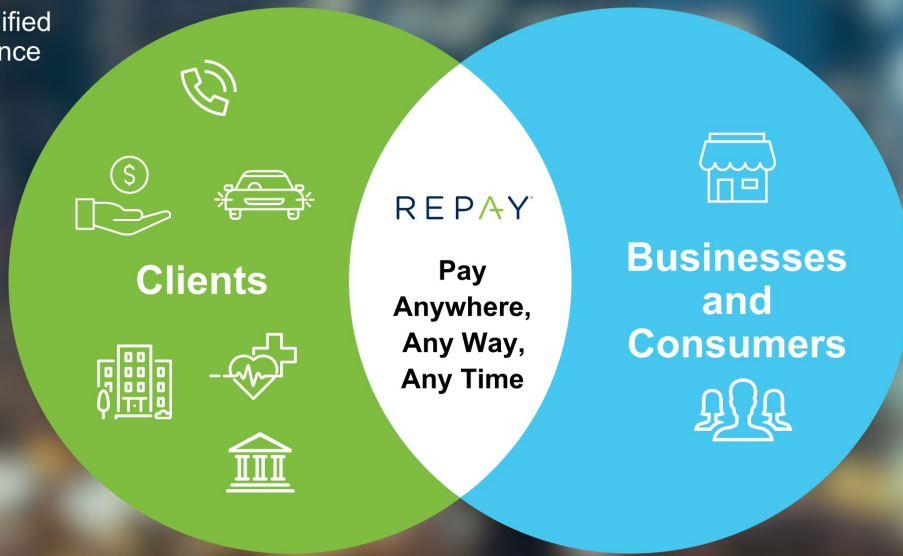 ified
nce
$
Clients
REPAY
Pay
Anywhere,
Any Way,
Any Time
Businesses
and
Consumers